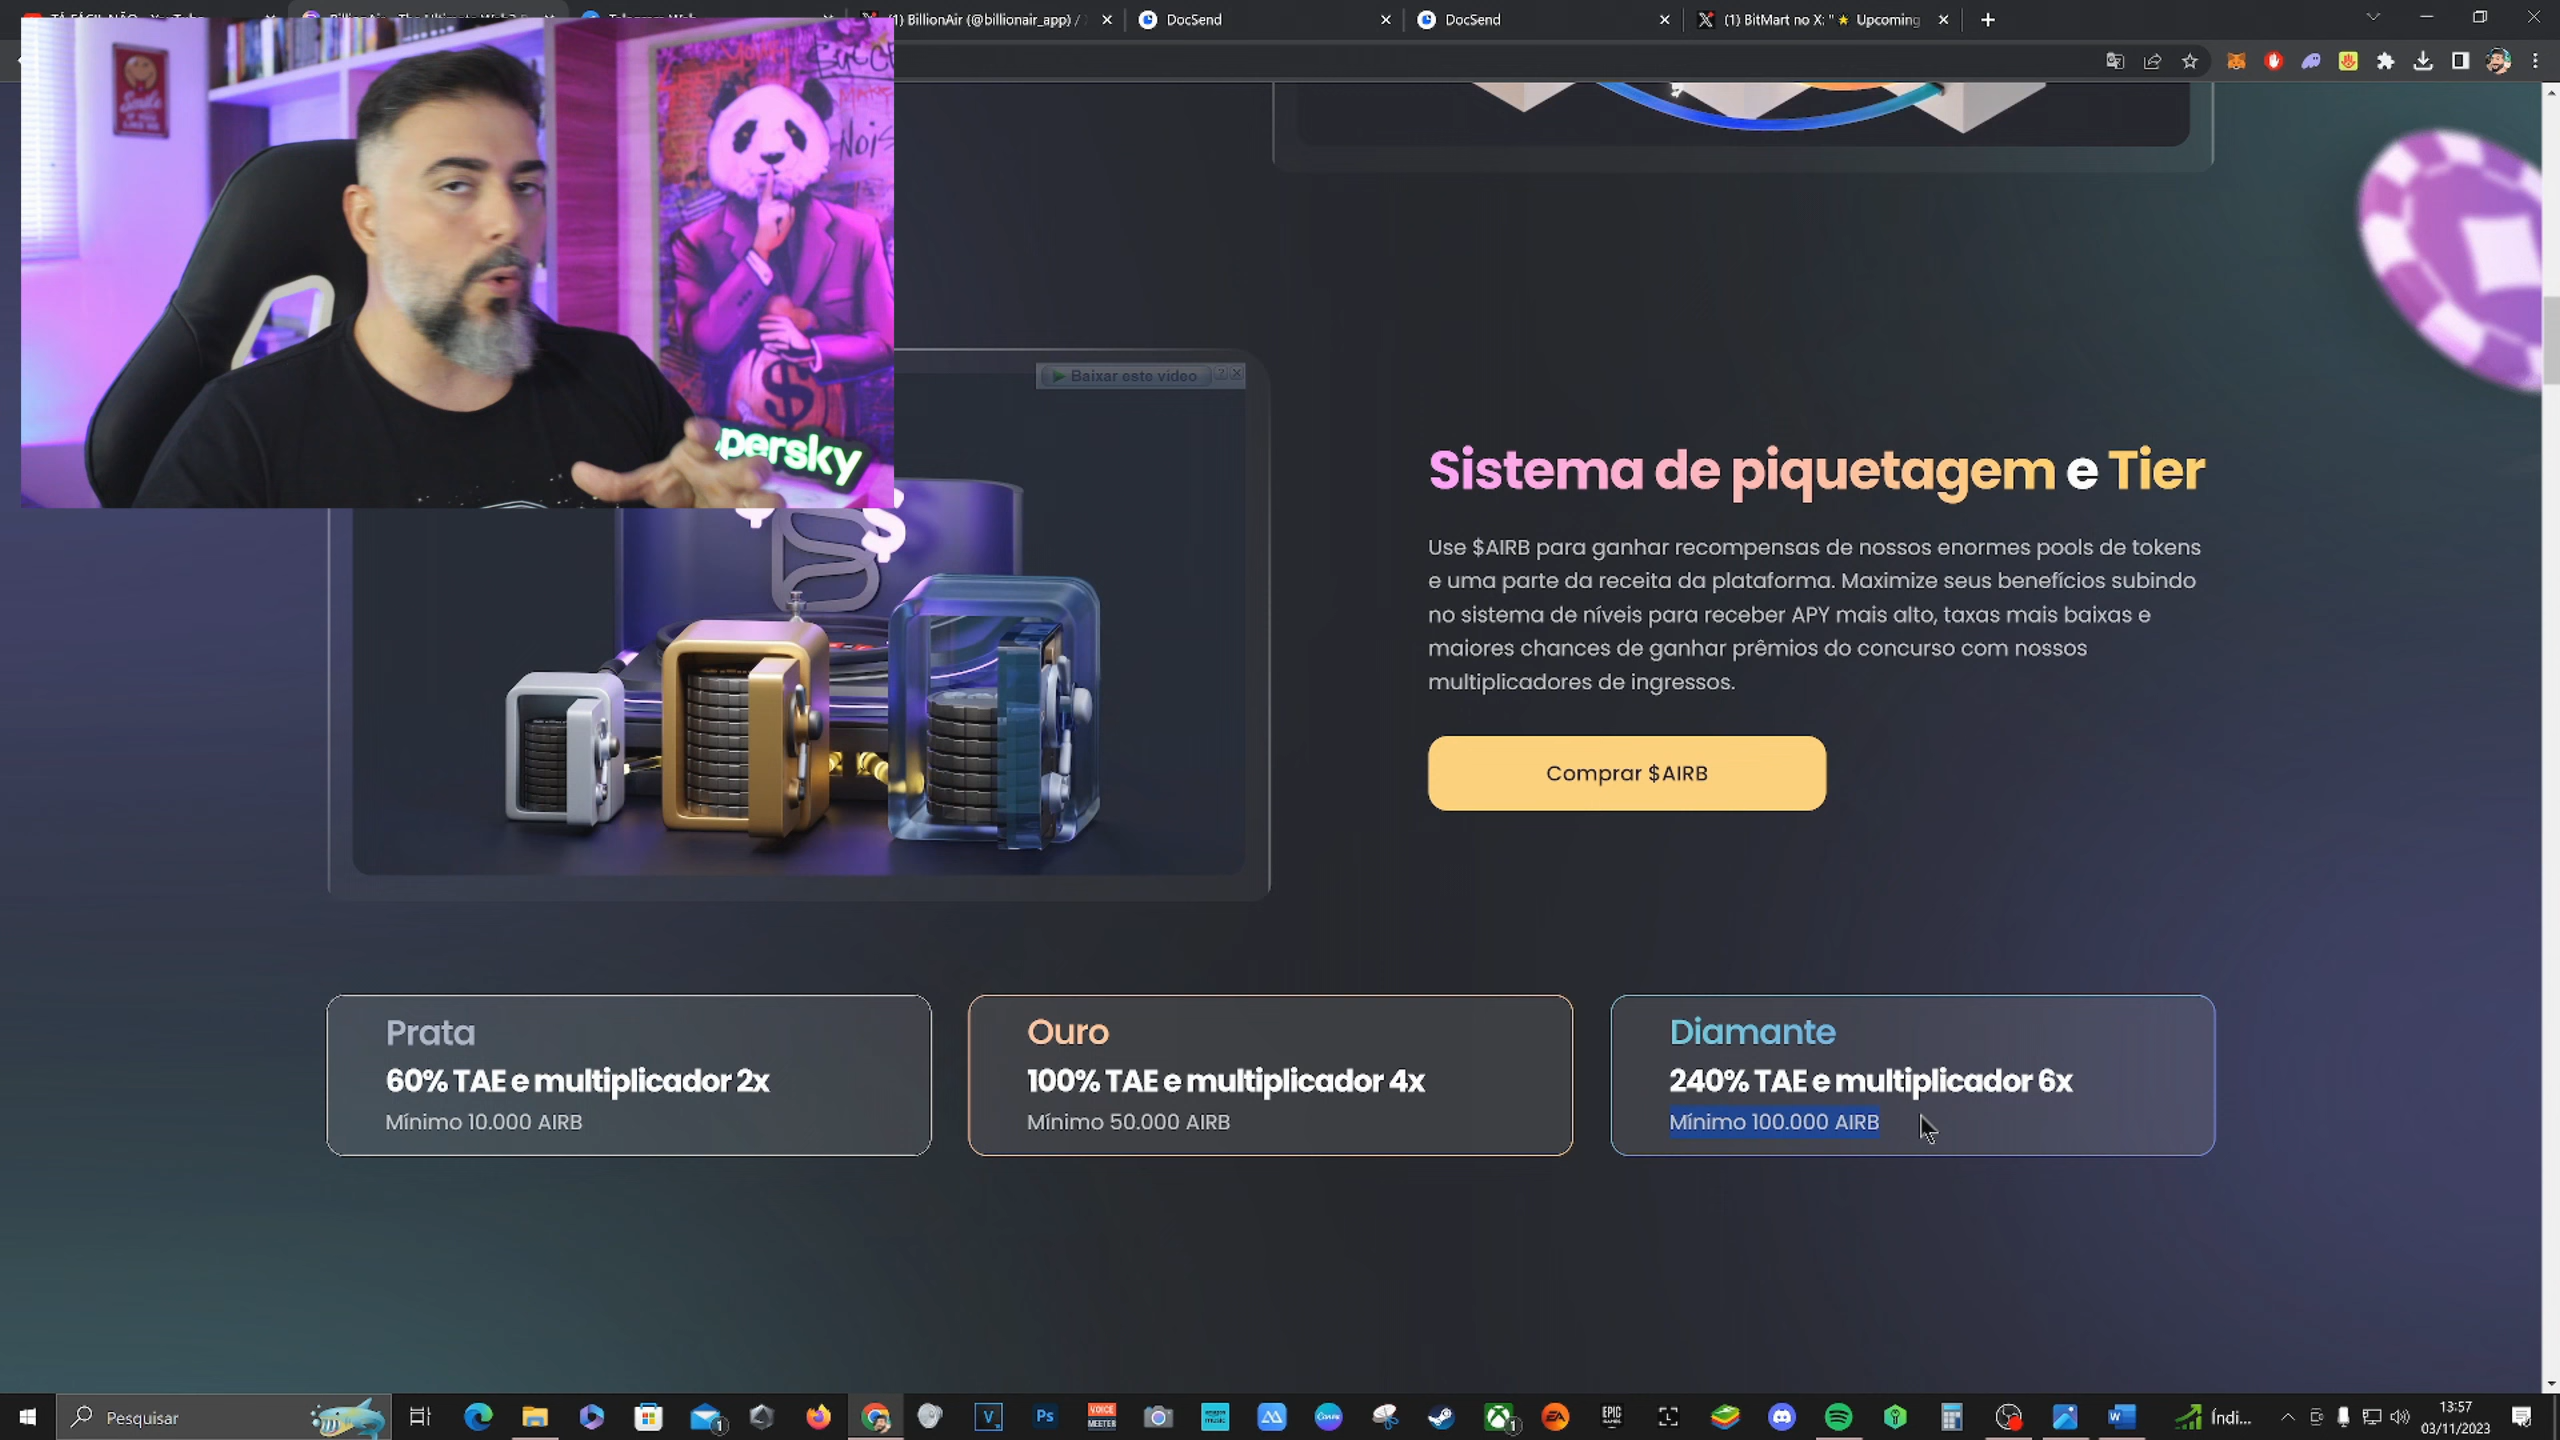 BillionAir (@billionair_app) /
DocSend
DocSend
(1) BitMart no X: "⭐ Upcoming
Smile
Nois
$
persky
Baixar este vídeo
Sistema de piquetagem e Tier
Use $AIRB para ganhar recompensas de nossos enormes pools de tokens
e uma parte da receita da plataforma. Maximize seus benefícios subindo
no sistema de níveis para receber APY mais alto, taxas mais baixas e
maiores chances de ganhar prêmios do concurso com nossos
multiplicadores de ingressos.
Comprar $AIRB
Prata
60% TAE e multiplicador 2x
Mínimo 10.000 AIRB
Ouro
100% TAE e multiplicador 4x
Mínimo 50.000 AIRB
Diamante
240% TAE e multiplicador 6x
Mínimo 100.000 AIRB
Pesquisar
Índi...
13:57
03/11/2023